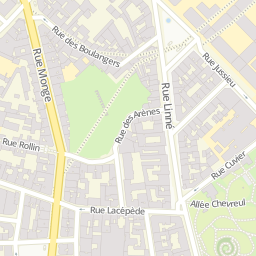 Rue des Boulangers
Rue Monge
Rue Jussieu
Rue Linné
Rue des Arènes
Rue Rollin
Rue Cuvier
Allée Chevreul
Rue Lacépède